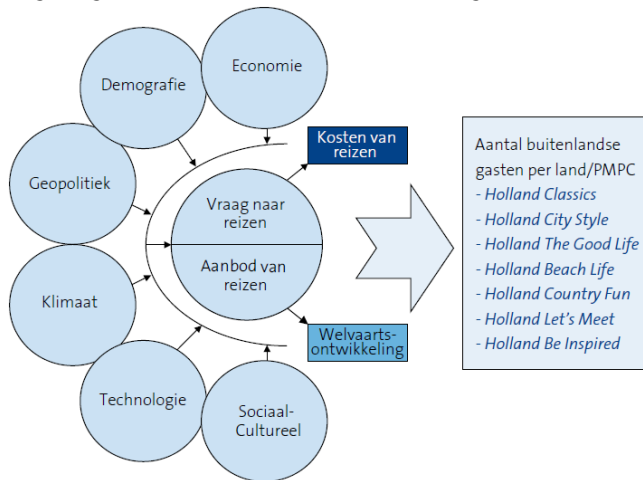 Economie
Demografie
Geopolitiek
Klimaat
Technologie
Sociaal-
Cultureel
Vraag naar
reizen
Aanbod van
reizen
Kosten van
reizen
Welvaarts-
ontwikkeling
Aantal buitenlandse
gasten per land/PMPC
- Holland Classics
- Holland City Style
- Holland The Good Life
- Holland Beach Life
- Holland Country Fun
- Holland Let's Meet
- Holland Be Inspired